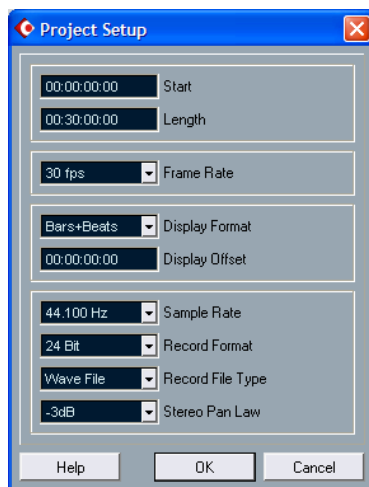 Project Setup
00:00:00:00 Start
00:30:00:00 Length
30 fps Frame Rate
Bars+Beats Display Format
00:00:00:00 Display Offset
44.100 Hz Sample Rate
24 Bit Record Format
Wave File Record File Type
-3dB Stereo Pan Law
Help OK Cancel